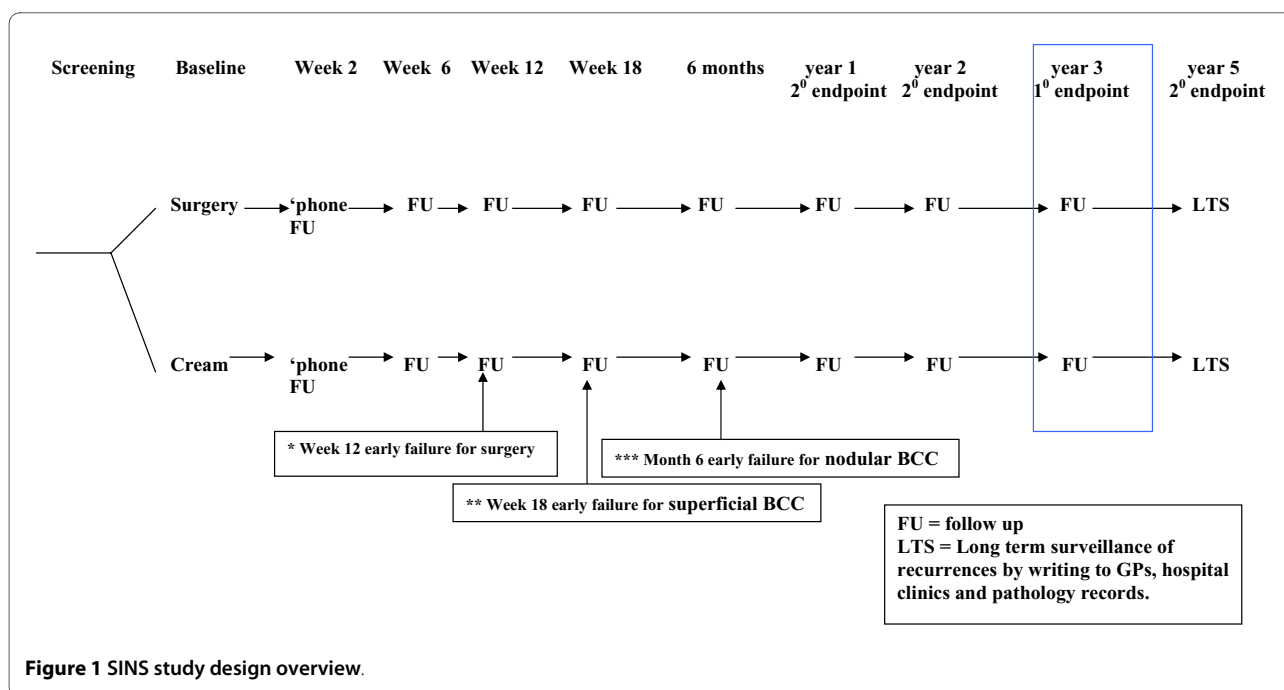 Screening Baseline Week 2 Week 6 Week 12 Week 18 6 months year 1 year 2 year 3 year 5
2⁰ endpoint 2⁰ endpoint 1⁰ endpoint 2⁰ endpoint
Surgery ‘phone FU FU FU FU FU FU FU LTS
FU
Cream ‘phone FU FU FU FU FU FU FU LTS
FU
* Week 12 early failure for surgery
*** Month 6 early failure for nodular BCC
** Week 18 early failure for superficial BCC
FU = follow up
LTS = Long term surveillance of
recurrences by writing to GPs, hospital
clinics and pathology records.
Figure 1 SINS study design overview.